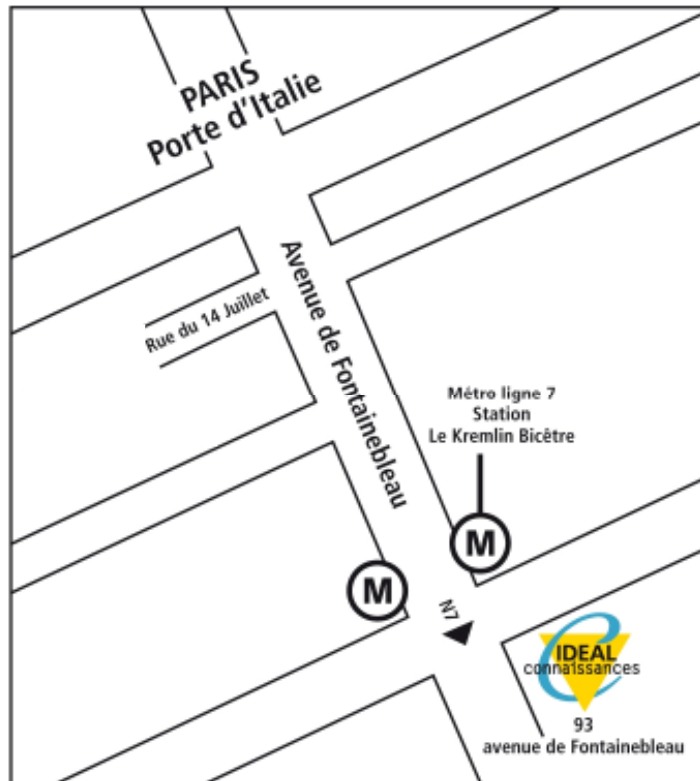 PARIS
Porte d'Italie
Avenue de Fontainebleau
Rue du 14 Juillet
Métro ligne 7
Station
Le Kremlin Bicêtre
M
M
N7
IDEAL
connaissances
93
avenue de Fontainebleau